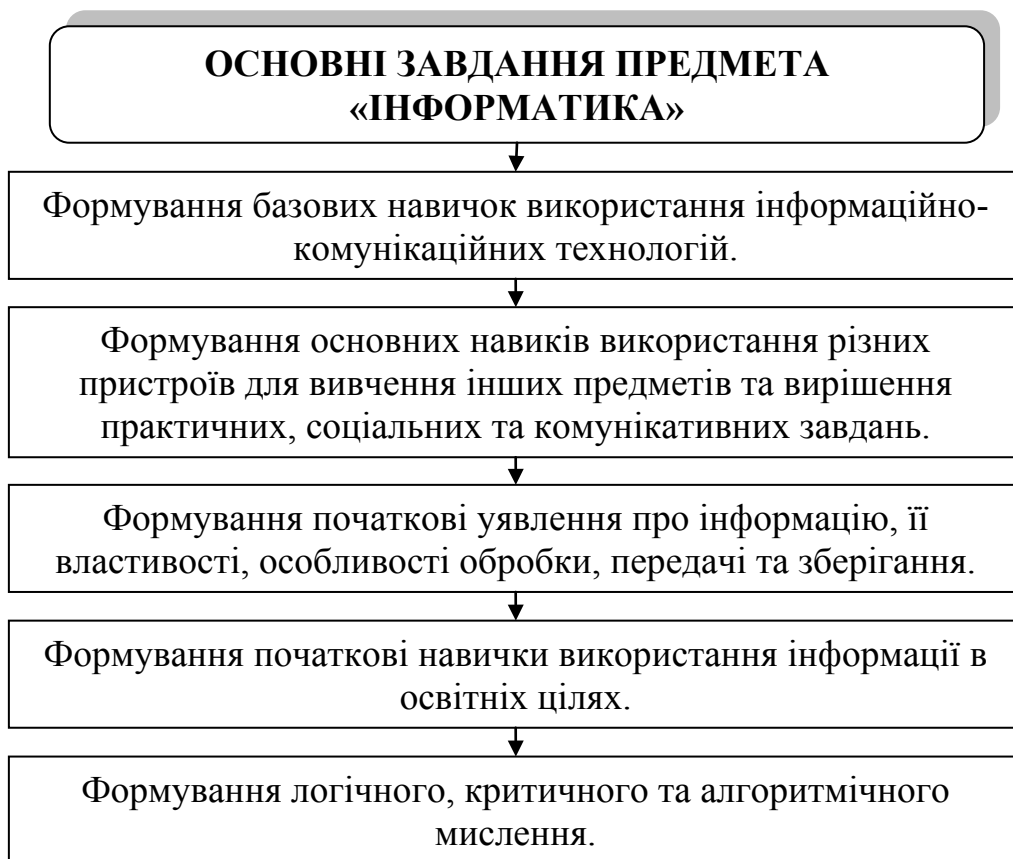 ОСНОВНІ ЗАВДАННЯ ПРЕДМЕТА
«ІНФОРМАТИКА»
Формування базових навичок використання інформаційно-
комунікаційних технологій.
Формування основних навиків використання різних
пристроїв для вивчення інших предметів та вирішення
практичних, соціальних та комунікативних завдань.
Формування початкові уявлення про інформацію, її
властивості, особливості обробки, передачі та зберігання.
Формування початкові навички використання інформації в
освітніх цілях.
Формування логічного, критичного та алгоритмічного
мислення.